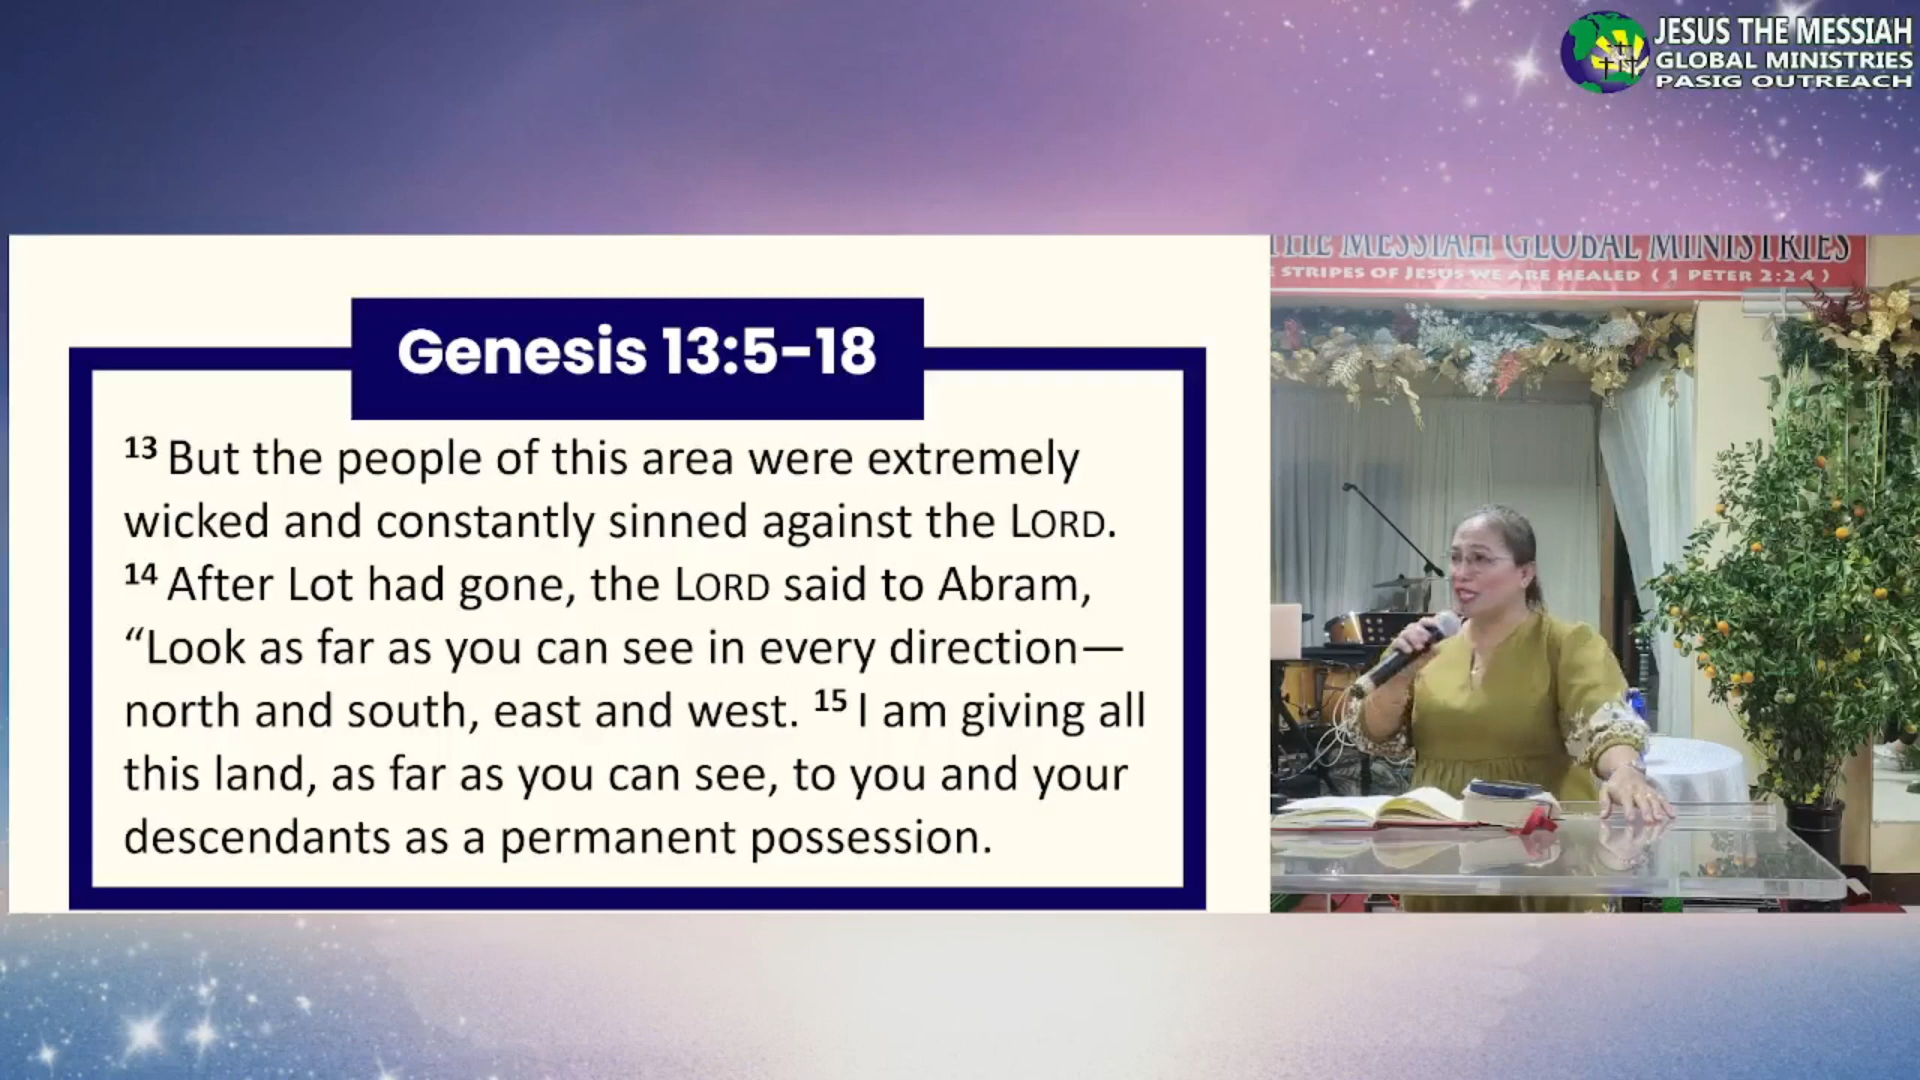 JESUS THE MESSIAH
GLOBAL MINISTRIES
PASIG OUTREACH
THE MESSIAH GLOBAL MINISTRIES
STRIPES OF JESUS WE ARE HEALED ( 1 PETER 2:24 )
Genesis 13:5-18
13 But the people of this area were extremely
wicked and constantly sinned against the LORD.
14 After Lot had gone, the LORD said to Abram,
“Look as far as you can see in every direction—
north and south, east and west. 15 I am giving all
this land, as far as you can see, to you and your
descendants as a permanent possession.